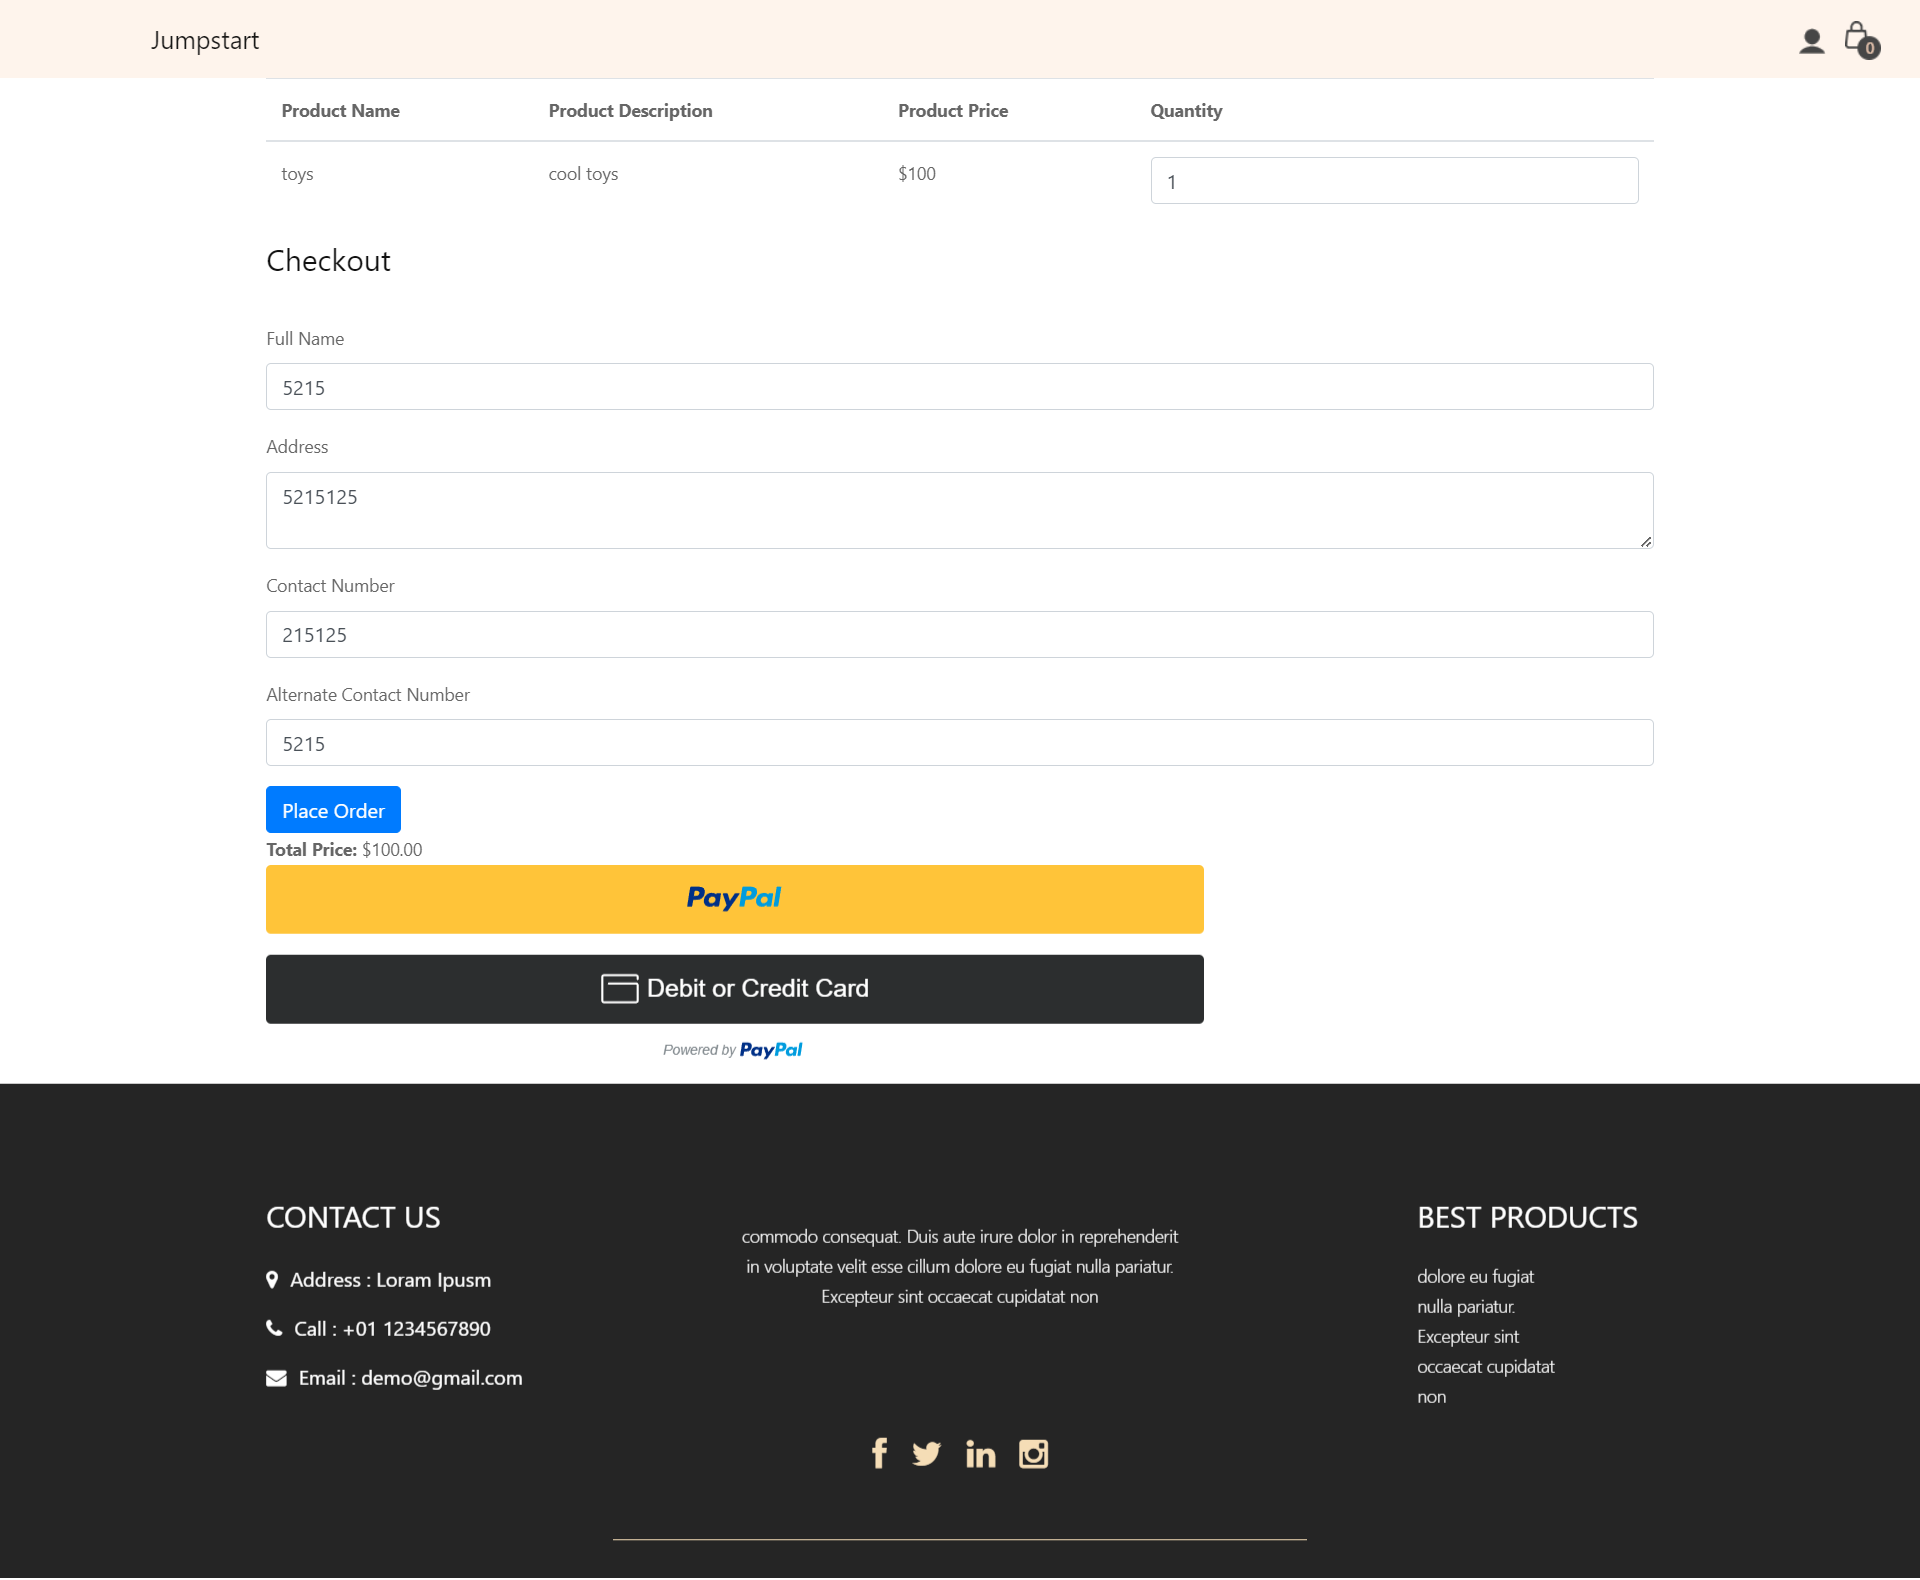 Jumpstart
0
Product Name Product Description Product Price Quantity
toys cool toys $100 1
Checkout
Full Name
5215
Address
5215125
Contact Number
215125
Alternate Contact Number
5215
Place Order
Total Price: $100.00
PayPal
Debit or Credit Card
Powered by PayPal
CONTACT US
Address : Loram Ipusm
Call : +01 1234567890
Email : demo@gmail.com
commodo consequat. Duis aute irure dolor in reprehenderit
in voluptate velit esse cillum dolore eu fugiat nulla pariatur.
Excepteur sint occaecat cupidatat non
BEST PRODUCTS
dolore eu fugiat
nulla pariatur.
Excepteur sint
occaecat cupidatat
non